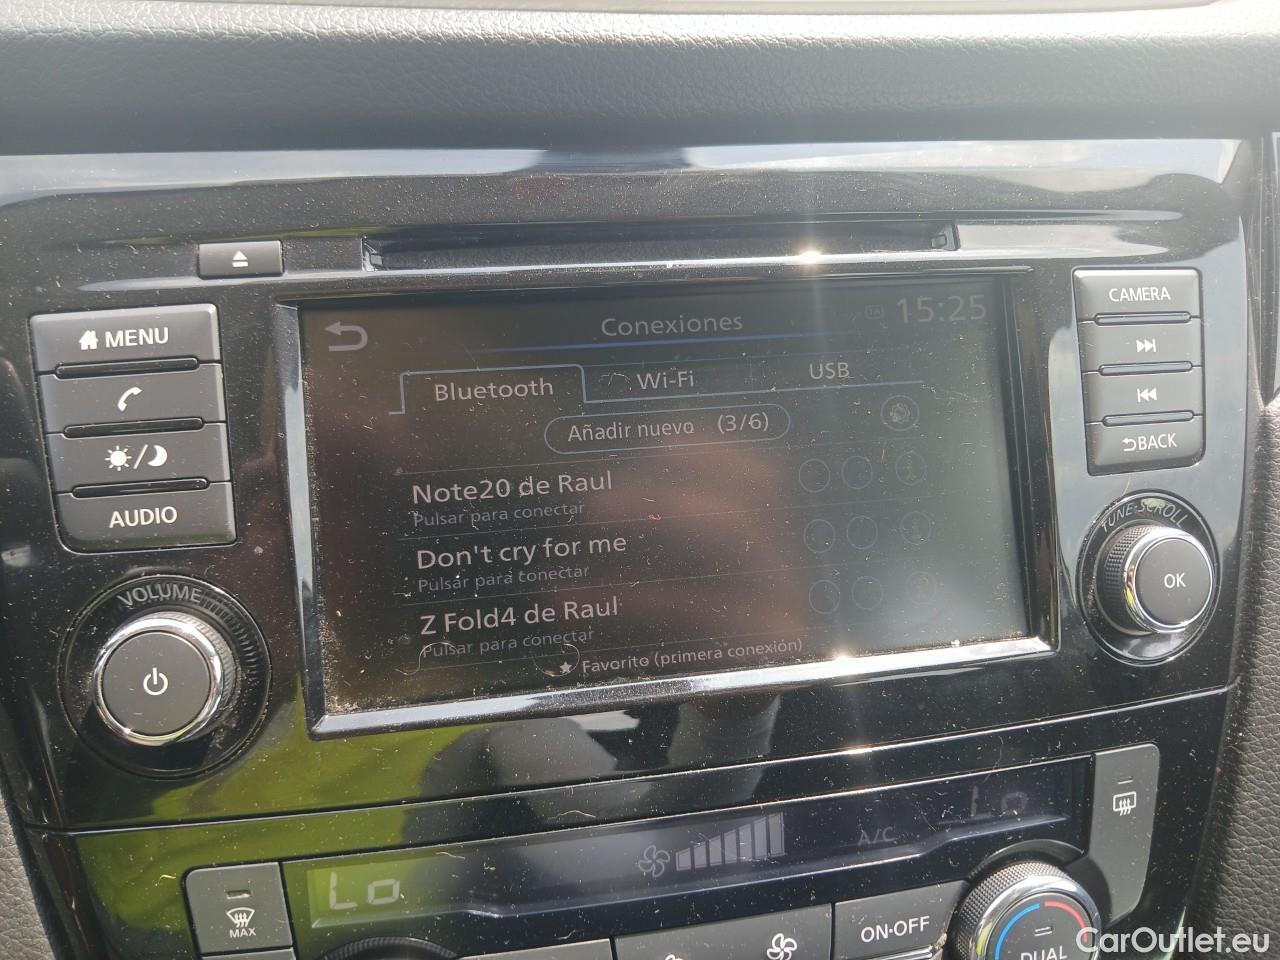 MENU
AUDIO
VOLUME
Conexiones
TA
15:25
Bluetooth
Wi-Fi
USB
Añadir nuevo (3/6)
Note20 de Raul
Pulsar para conectar
Don't cry for me
Pulsar para conectar
Z Fold4 de Raul
Pulsar para conectar
Favorito (primera conexión)
CAMERA
BACK
TUNE·SCROLL
OK
Lo
A/C
Lo
MAX
ON·OFF
DUAL
CarOutlet.eu